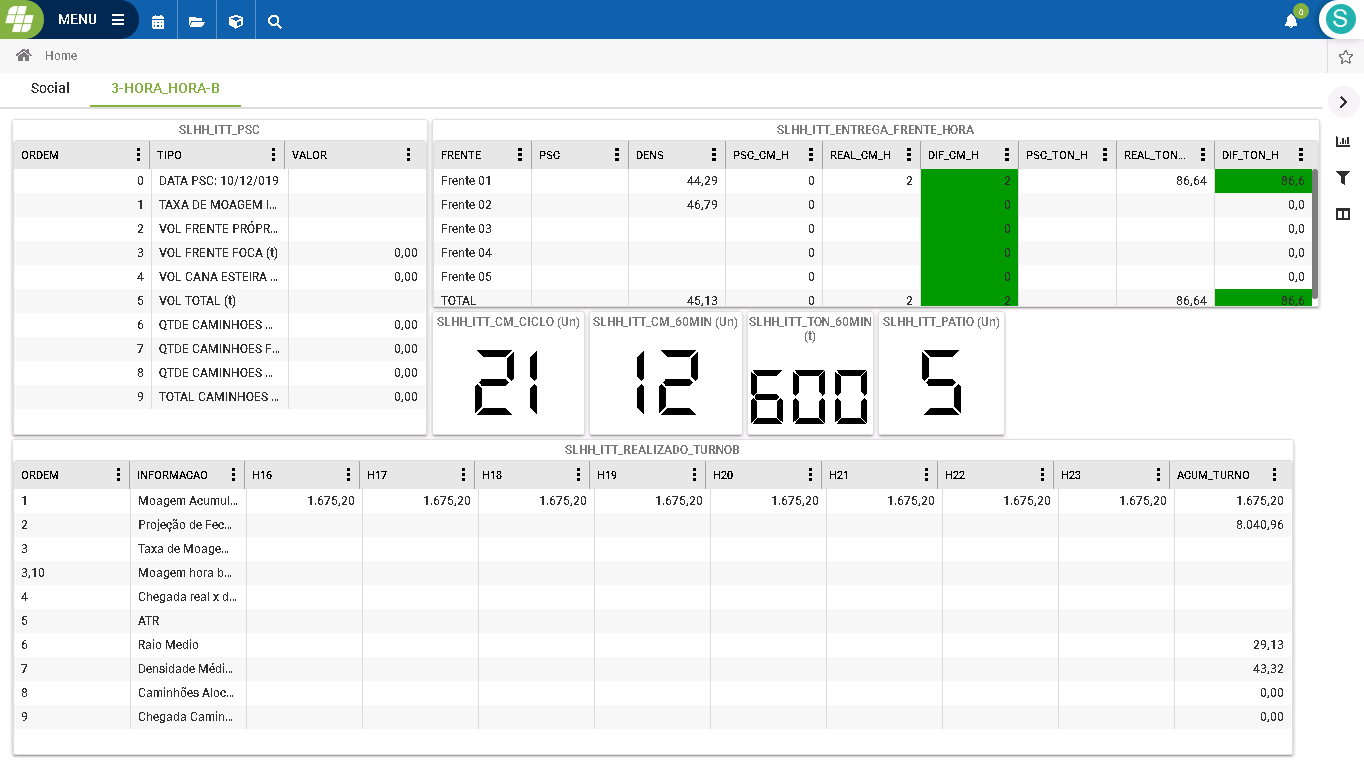 MENU
0
S
Home
Social 3-HORA_HORA-B
SLHH_ITT_PSC
ORDEM TIPO VALOR
0 DATA PSC: 10/12/019
1 TAXA DE MOAGEM I...
2 VOL FRENTE PRÓPR...
3 VOL FRENTE FOCA (t) 0,00
4 VOL CANA ESTEIRA ... 0,00
5 VOL TOTAL (t)
6 QTDE CAMINHOES ... 0,00
7 QTDE CAMINHOES F... 0,00
8 QTDE CAMINHOES ... 0,00
9 TOTAL CAMINHOES ... 0,00
SLHH_ITT_ENTREGA_FRENTE_HORA
FRENTE PSC DENS PSC_CM_H REAL_CM_H DIF_CM_H PSC_TON_H REAL_TON... DIF_TON_H
Frente 01 44,29 0 2 2 86,64 86,6
Frente 02 46,79 0 0 0,0
Frente 03 0 0 0,0
Frente 04 0 0 0,0
Frente 05 0 0 0,0
TOTAL 45,13 0 2 2 86,64 86,6
SLHH_ITT_CM_CICLO (Un)
21
SLHH_ITT_CM_60MIN (Un)
12
SLHH_ITT_TON_60MIN
(t)
600
SLHH_ITT_PATIO (Un)
5
SLHH_ITT_REALIZADO_TURNOB
ORDEM INFORMACAO H16 H17 H18 H19 H20 H21 H22 H23 ACUM_TURNO
1 Moagem Acumul... 1.675,20 1.675,20 1.675,20 1.675,20 1.675,20 1.675,20 1.675,20 1.675,20 1.675,20
2 Projeção de Fec... 8.040,96
3 Taxa de Moage...
3,10 Moagem hora b...
4 Chegada real x d...
5 ATR
6 Raio Medio 29,13
7 Densidade Médi... 43,32
8 Caminhões Aloc... 0,00
9 Chegada Camin... 0,00